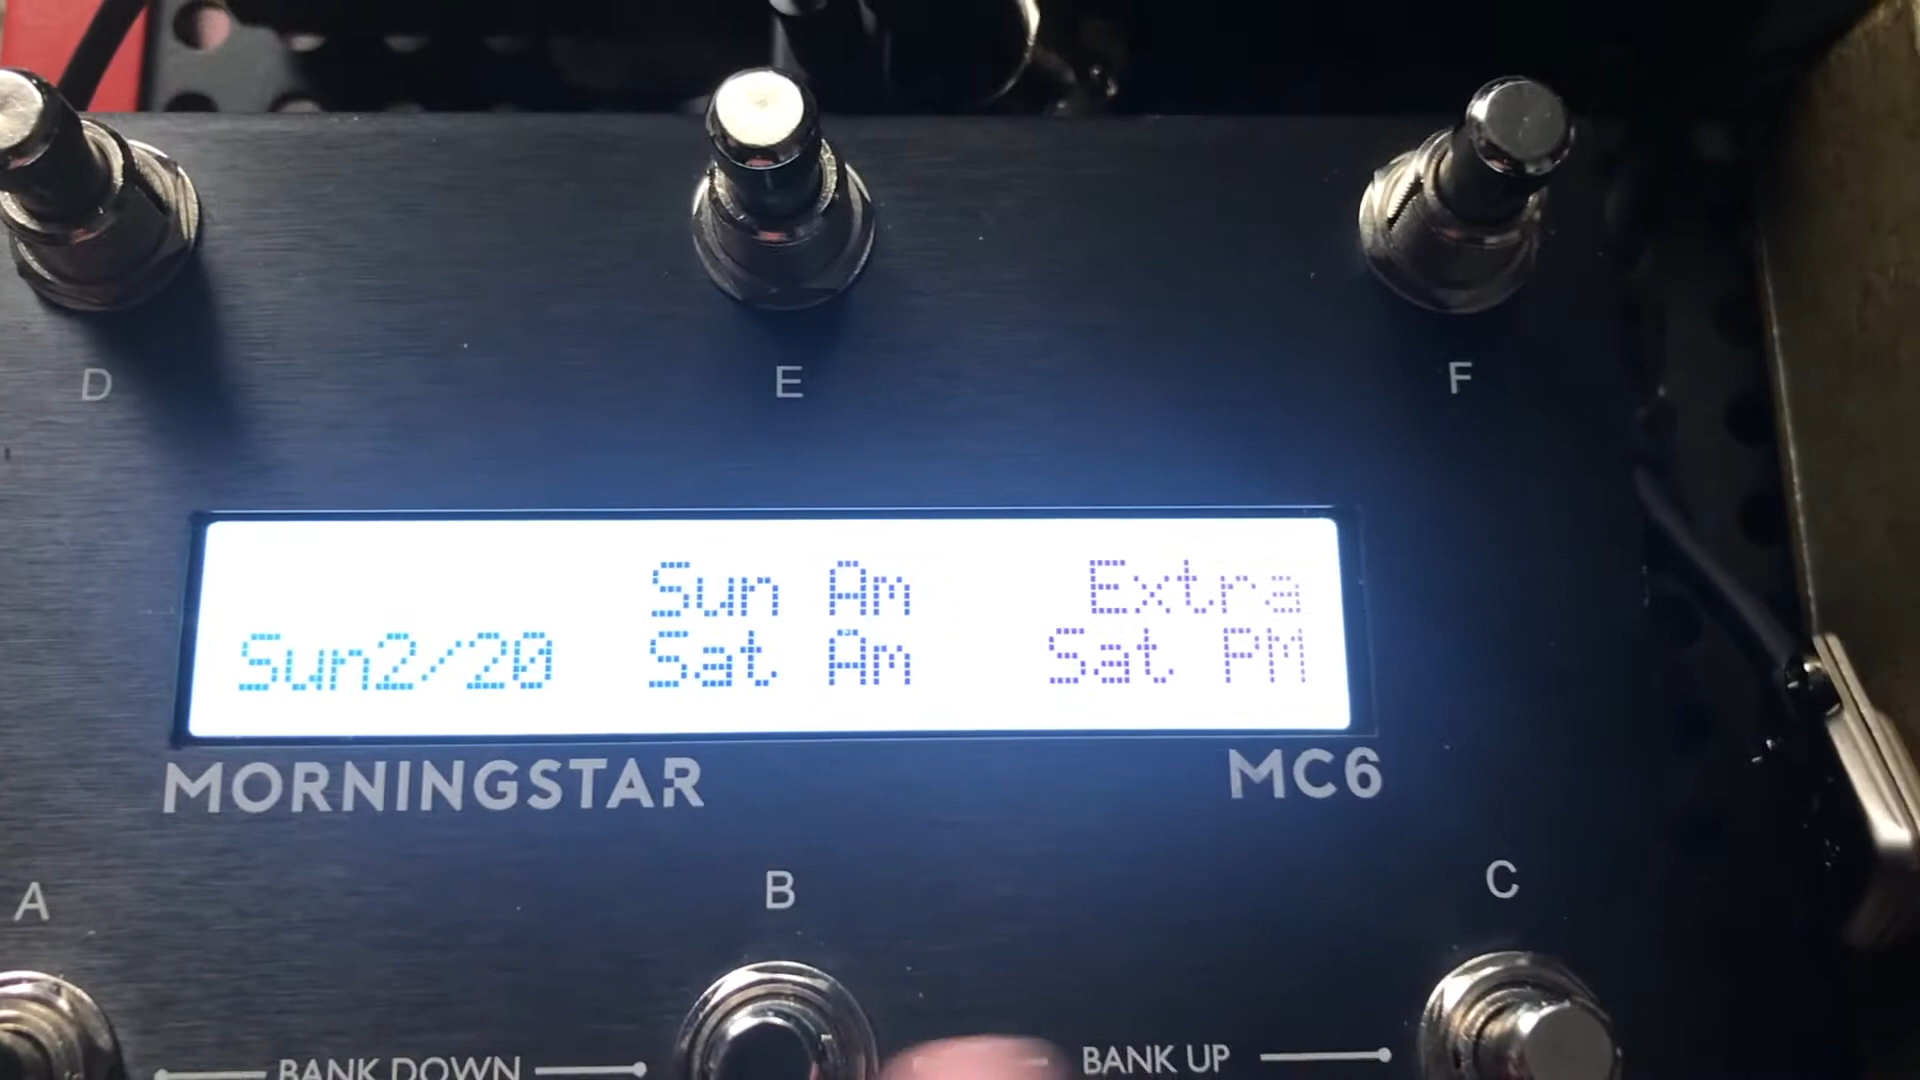 D E F
Sun Am Extra
Sun2/20 Sat Am Sat PM
MORNINGSTAR MC6
A B C
BANK DOWN BANK UP